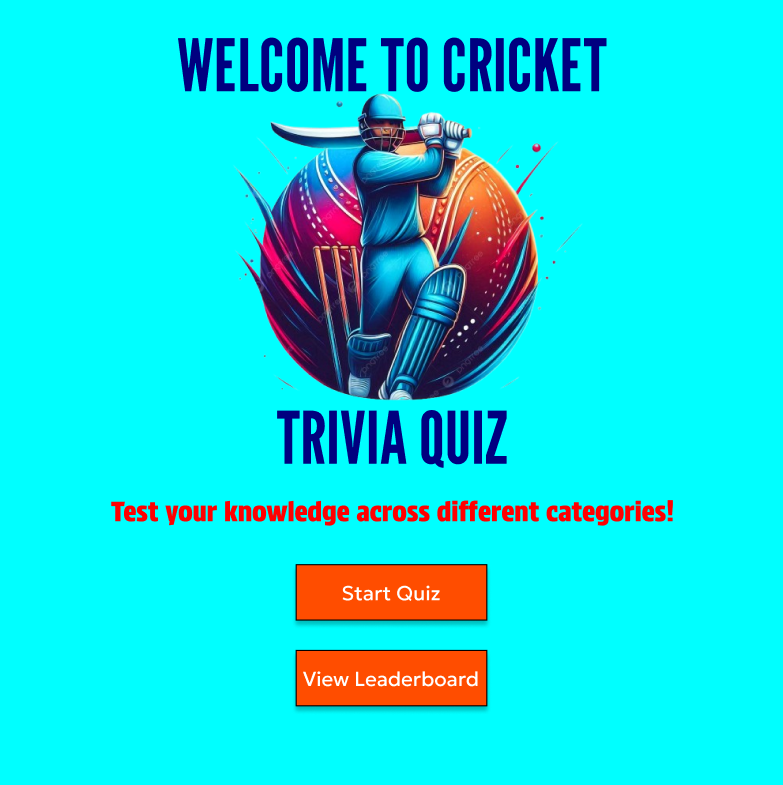 WELCOME TO CRICKET
TRIVIA QUIZ
Test your knowledge across different categories!
Start Quiz
View Leaderboard